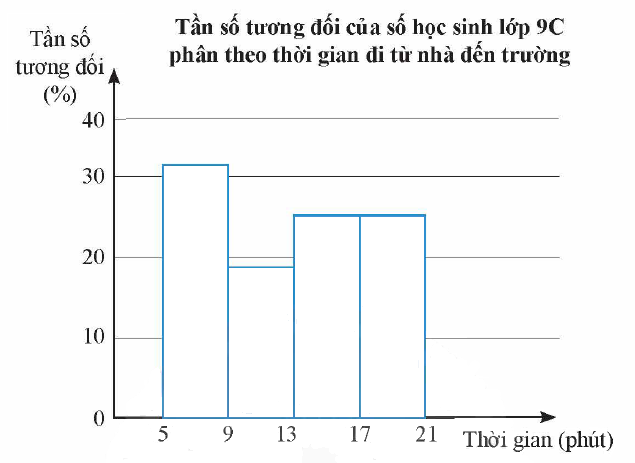 Tần số tương đối của số học sinh lớp 9C
phân theo thời gian đi từ nhà đến trường
Tần số
tương đối
(%)
40
30
20
10
0
5 9 13 17 21
Thời gian (phút)